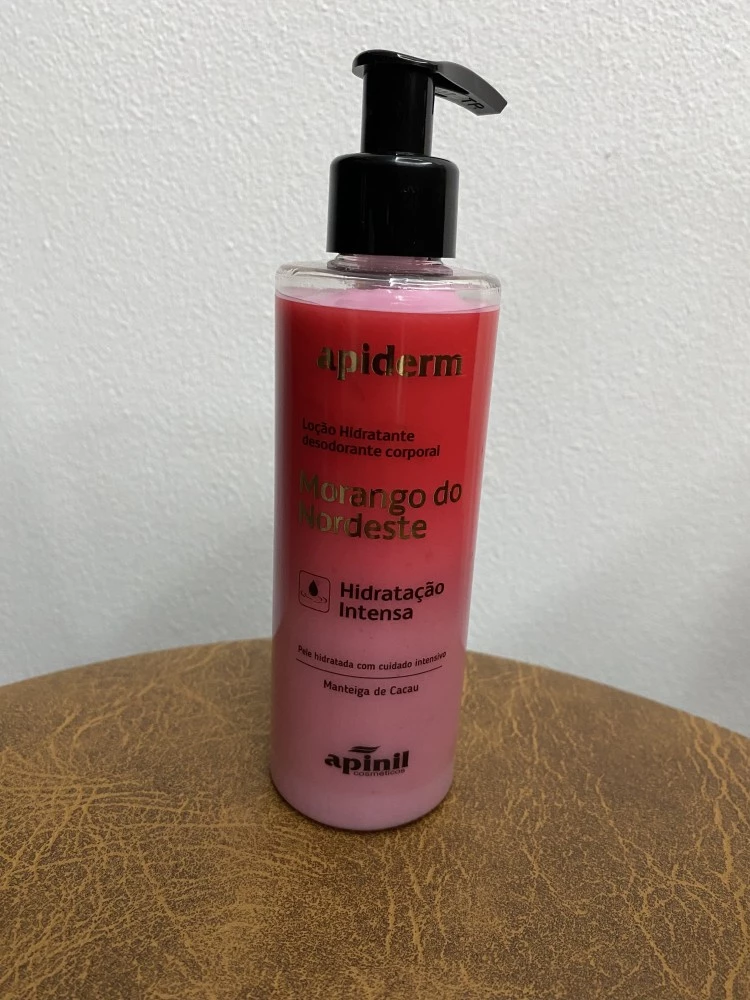 apiderm
Loção Hidratante
desodorante corporal
Morango do
Nordeste
Hidratação
Intensa
Pele hidratada com cuidado intensivo
Manteiga de Cacau
apinil
cosméticos